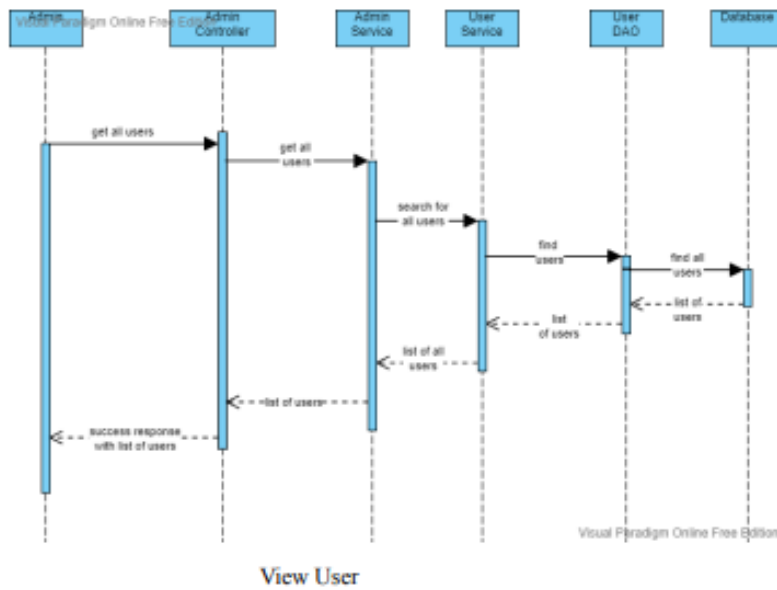 Visual Paradigm Online Free Edition
Admin
Admin
Controller
Admin
Service
User
Service
User
DAO
Database
get all users
get all
users
search for
all users
find
users
find all
users
list of
users
list
of users
list of all
users
list of users
success response
with list of users
Visual Paradigm Online Free Edition
View User